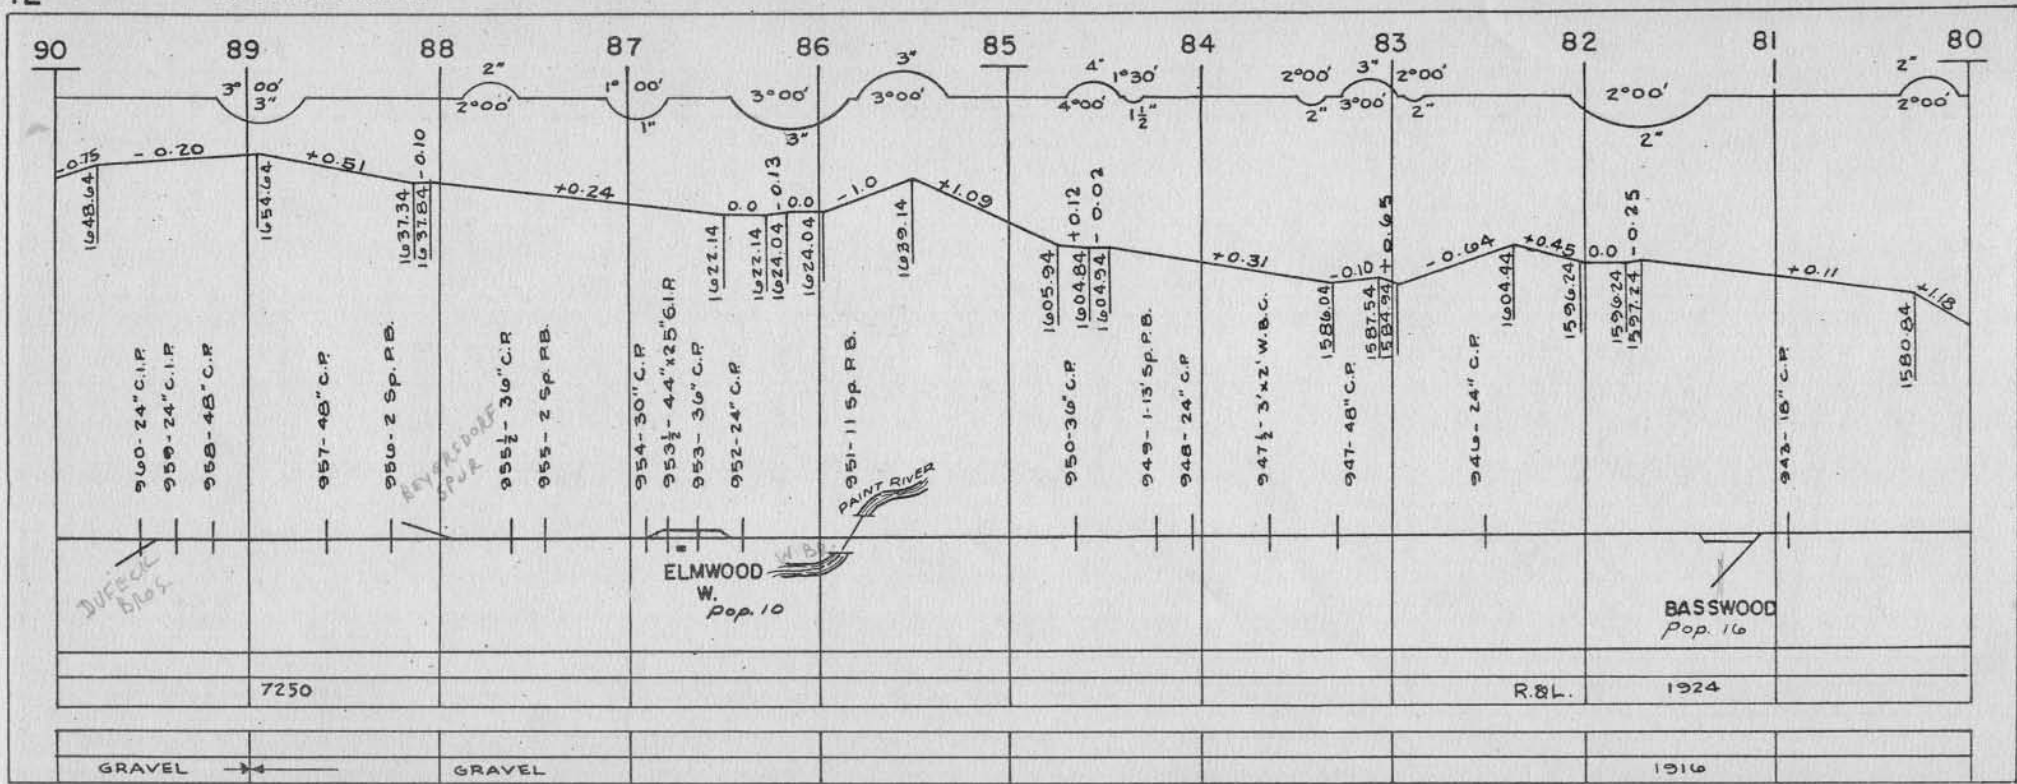 90 89 88 87 86 85 84 83 82 81 80
3° 00' 3"
2" 2°00'
1° 00' 1"
3°00' 3"
3" 3°00'
4" 4°00'
1°30' 1½"
2°00' 2"
3" 3°00'
2°00' 2"
2°00' 2"
2" 2°00'
-0.75 -0.20 +0.51 -0.10 +0.24 0.0 -0.13 0.0 -1.0 +1.09 +0.12 -0.02 +0.31 -0.10 +0.65 -0.64 +0.45 0.0 -0.25 +0.11 +1.18
1648.64
1654.64
1637.34
1637.84
1622.14
1622.14
1624.04
1624.04
1639.14
1605.94
1604.84
1604.94
1586.04
1587.54
1584.94
1604.44
1596.24
1596.24
1597.24
1580.84
960-24" C.I.P.
959-24" C.I.P.
958-48" C.P.
957-48" C.P.
956-2 Sp. P.B.
955½-36" C.P.
955-2 Sp. P.B.
954-30" C.P.
953½-44"x25" C.I.P.
953-36" C.P.
952-24" C.P.
951-11 Sp. P.B.
950-36" C.P.
949-1-13' Sp. P.B.
948-24" C.P.
947½-3'x2' W.B.C.
947-48" C.P.
946-24" C.P.
943-18" C.P.
DUFECK
BROS.
REYERSDORF
SPUR
PAINT RIVER
W. BR.
ELMWOOD
W.
Pop. 10
BASSWOOD
Pop. 16
7250 R.&L. 1924
GRAVEL GRAVEL 1916